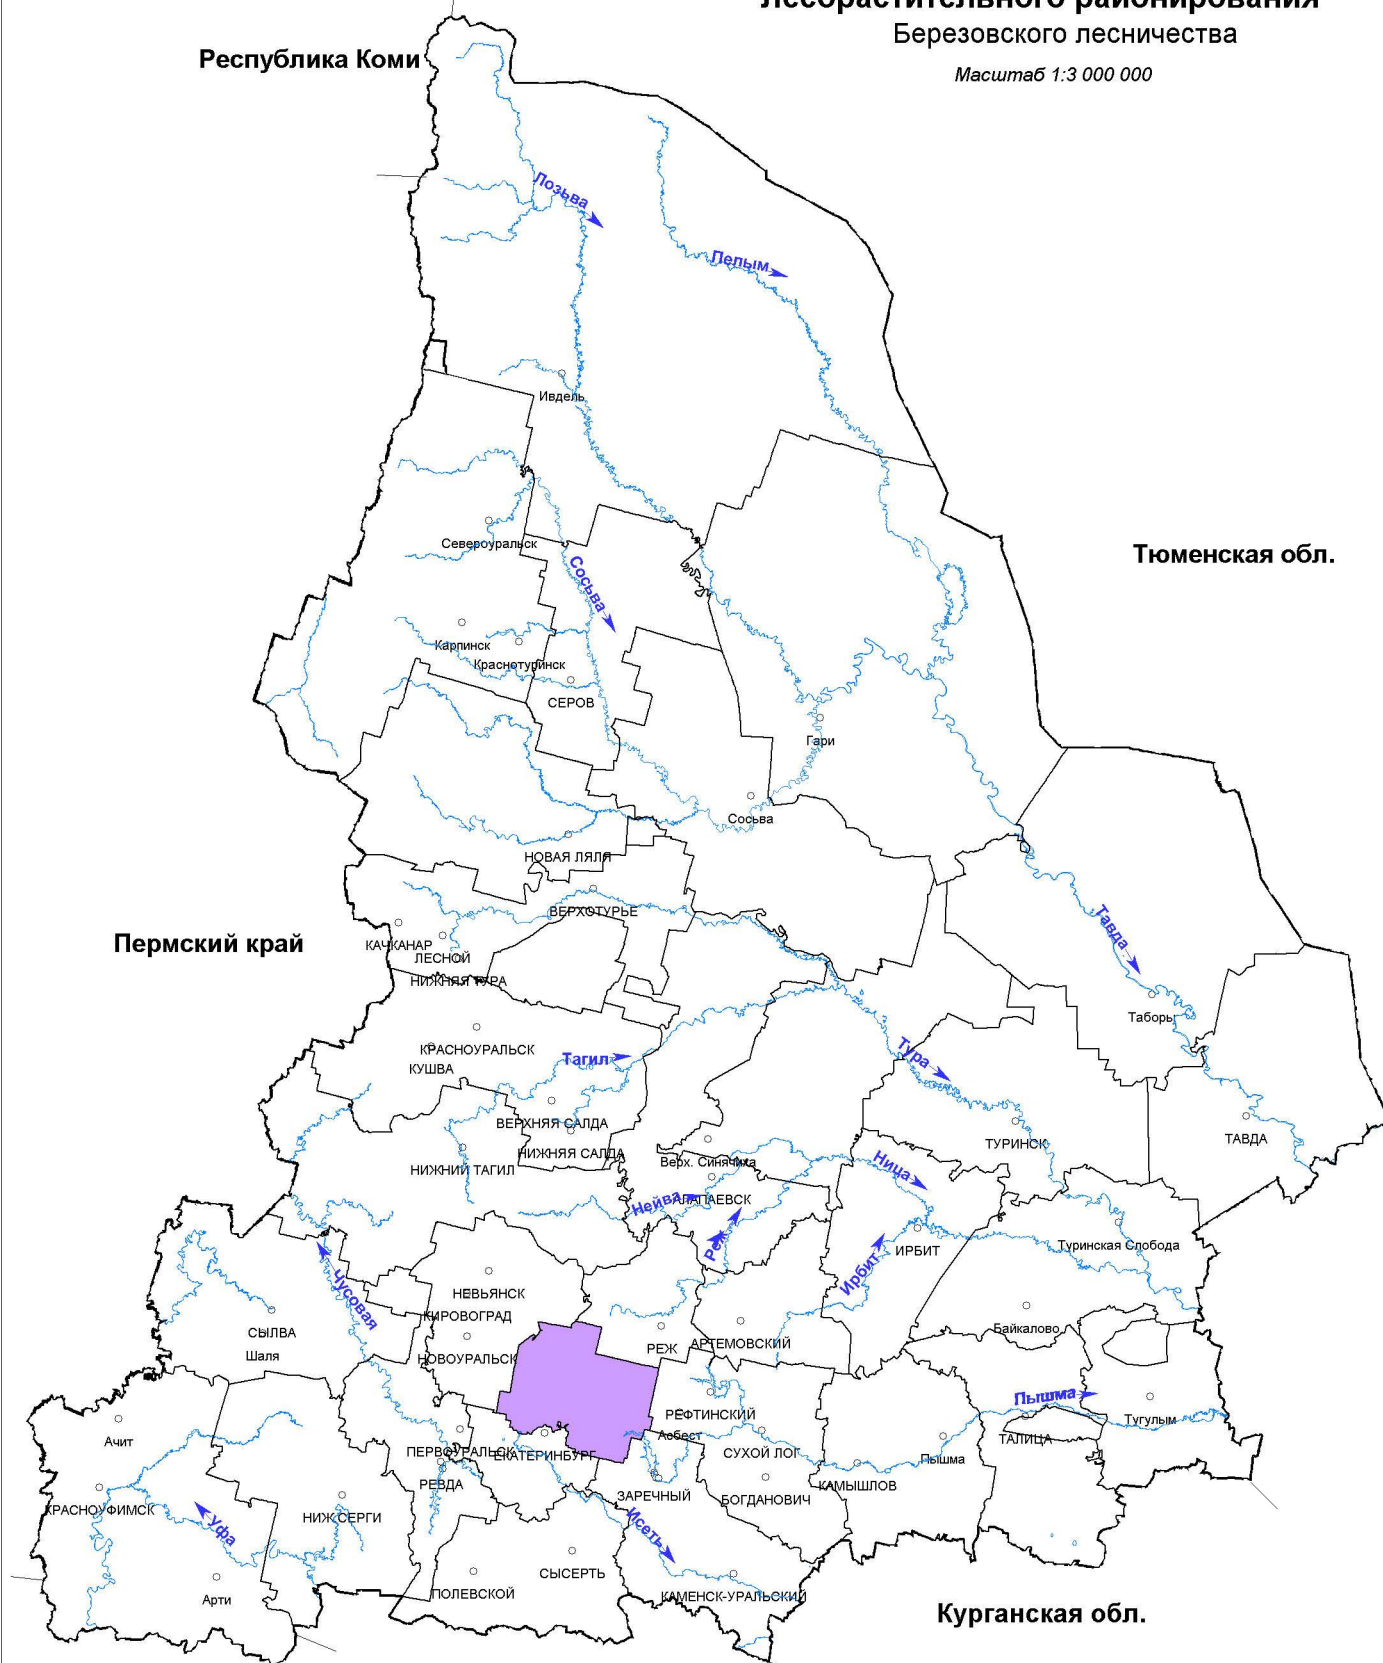 лесорастительного районирования
Березовского лесничества
Масштаб 1:3 000 000
Республика Коми
Лозьва
Пелым
Ивдель
Тюменская обл.
Североуральск
Сосьва
Карпинск
Краснотурйнск
СЕРОВ
Гари
Сосьва
НОВАЯ ЛЯЛЯ
ВЕРХОТУРЬЕ
Тавда
Пермский край
КАЧКАНАР
ЛЕСНОЙ
НИЖНЯЯ ТУРА
Таборы
КРАСНОУРАЛЬСК
Тагил
Тура
КУШВА
ВЕРХНЯЯ САЛДА
ТУРИНСК
ТАВДА
НИЖНЯЯ САЛДА
Верх. Синячиха
НИЖНИЙ ТАГИЛ
Ница
Нейва
АЛАПАЕВСК
Реж
ИРБИТ
Туринская Слобода
Ирбит
Чусовая
НЕВЬЯНСК
КИРОВОГРАД
СЫЛВА
Байкалово
Шаля
НОВОУРАЛЬСК
РЕЖ
АРТЕМОВСКИЙ
Пышма
РЕФТИНСКИЙ
Тугулым
Асбест
ТАЛИЦА
Ачит
ПЕРВОУРАЛЬСК
ЕКАТЕРИНБУРГ
СУХОЙ ЛОГ
Пышма
РЕВДА
КАМЫШЛОВ
ЗАРЕЧНЫЙ
БОГДАНОВИЧ
КРАСНОУФИМСК
НИЖ.СЕРГИ
Уфа
Исеть
СЫСЕРТЬ
Арти
ПОЛЕВСКОЙ
КАМЕНСК-УРАЛЬСКИЙ
Курганская обл.